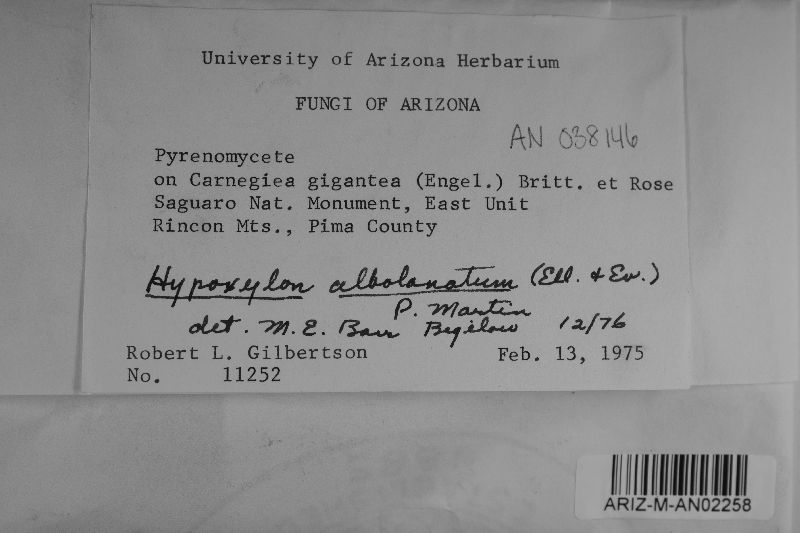 University of Arizona Herbarium
FUNGI OF ARIZONA
AN 038146
Pyrenomycete
on Carnegiea gigantea (Engel.) Britt. et Rose
Saguaro Nat. Monument, East Unit
Rincon Mts., Pima County
Hypoxylon albolanatum (Ell. & Ev.)
P. Martin
det. M. E. Barr Bigelow 12/76
Robert L. Gilbertson Feb. 13, 1975
No. 11252
ARIZ-M-AN02258